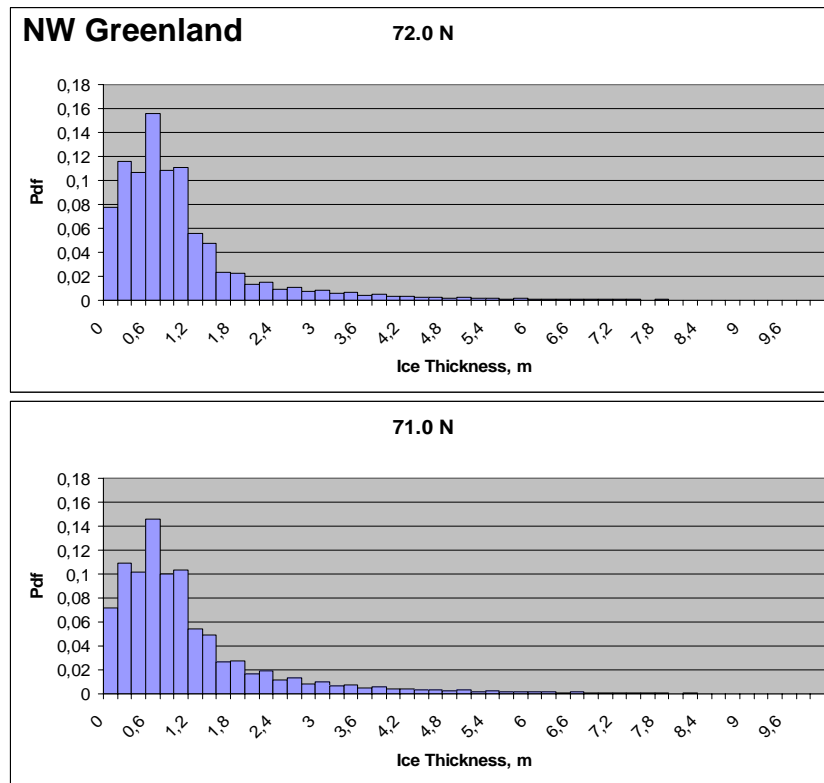 NW Greenland
72.0 N
0,18
0,16
0,14
0,12
0,1
0,08
0,06
0,04
0,02
0
Pdf
0 0,6 1,2 1,8 2,4 3 3,6 4,2 4,8 5,4 6 6,6 7,2 7,8 8,4 9 9,6
Ice Thickness, m
71.0 N
0,18
0,16
0,14
0,12
0,1
0,08
0,06
0,04
0,02
0
Pdf
0 0,6 1,2 1,8 2,4 3 3,6 4,2 4,8 5,4 6 6,6 7,2 7,8 8,4 9 9,6
Ice Thickness, m